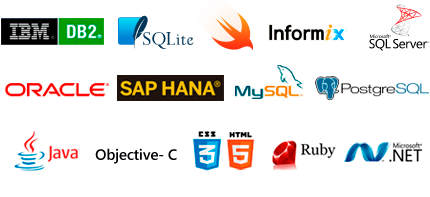 IBM DB2. SQLite Informix Microsoft SQL Server
ORACLE® SAP HANA® MySQL PostgreSQL
Java Objective- C CSS 3 HTML 5 Ruby Microsoft .NET